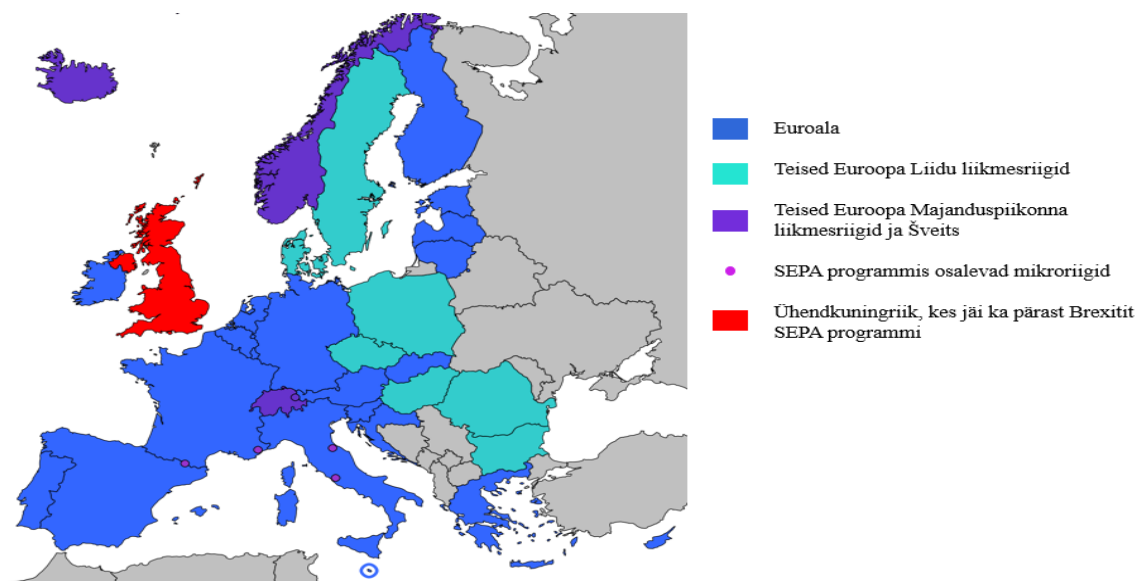 Euroala
Teised Euroopa Liidu liikmesriigid
Teised Euroopa Majanduspiikonna
liikmesriigid ja Šveits
SEPA programmis osalevad mikroriigid
Ühendkuningriik, kes jäi ka pärast Brexitit
SEPA programmi